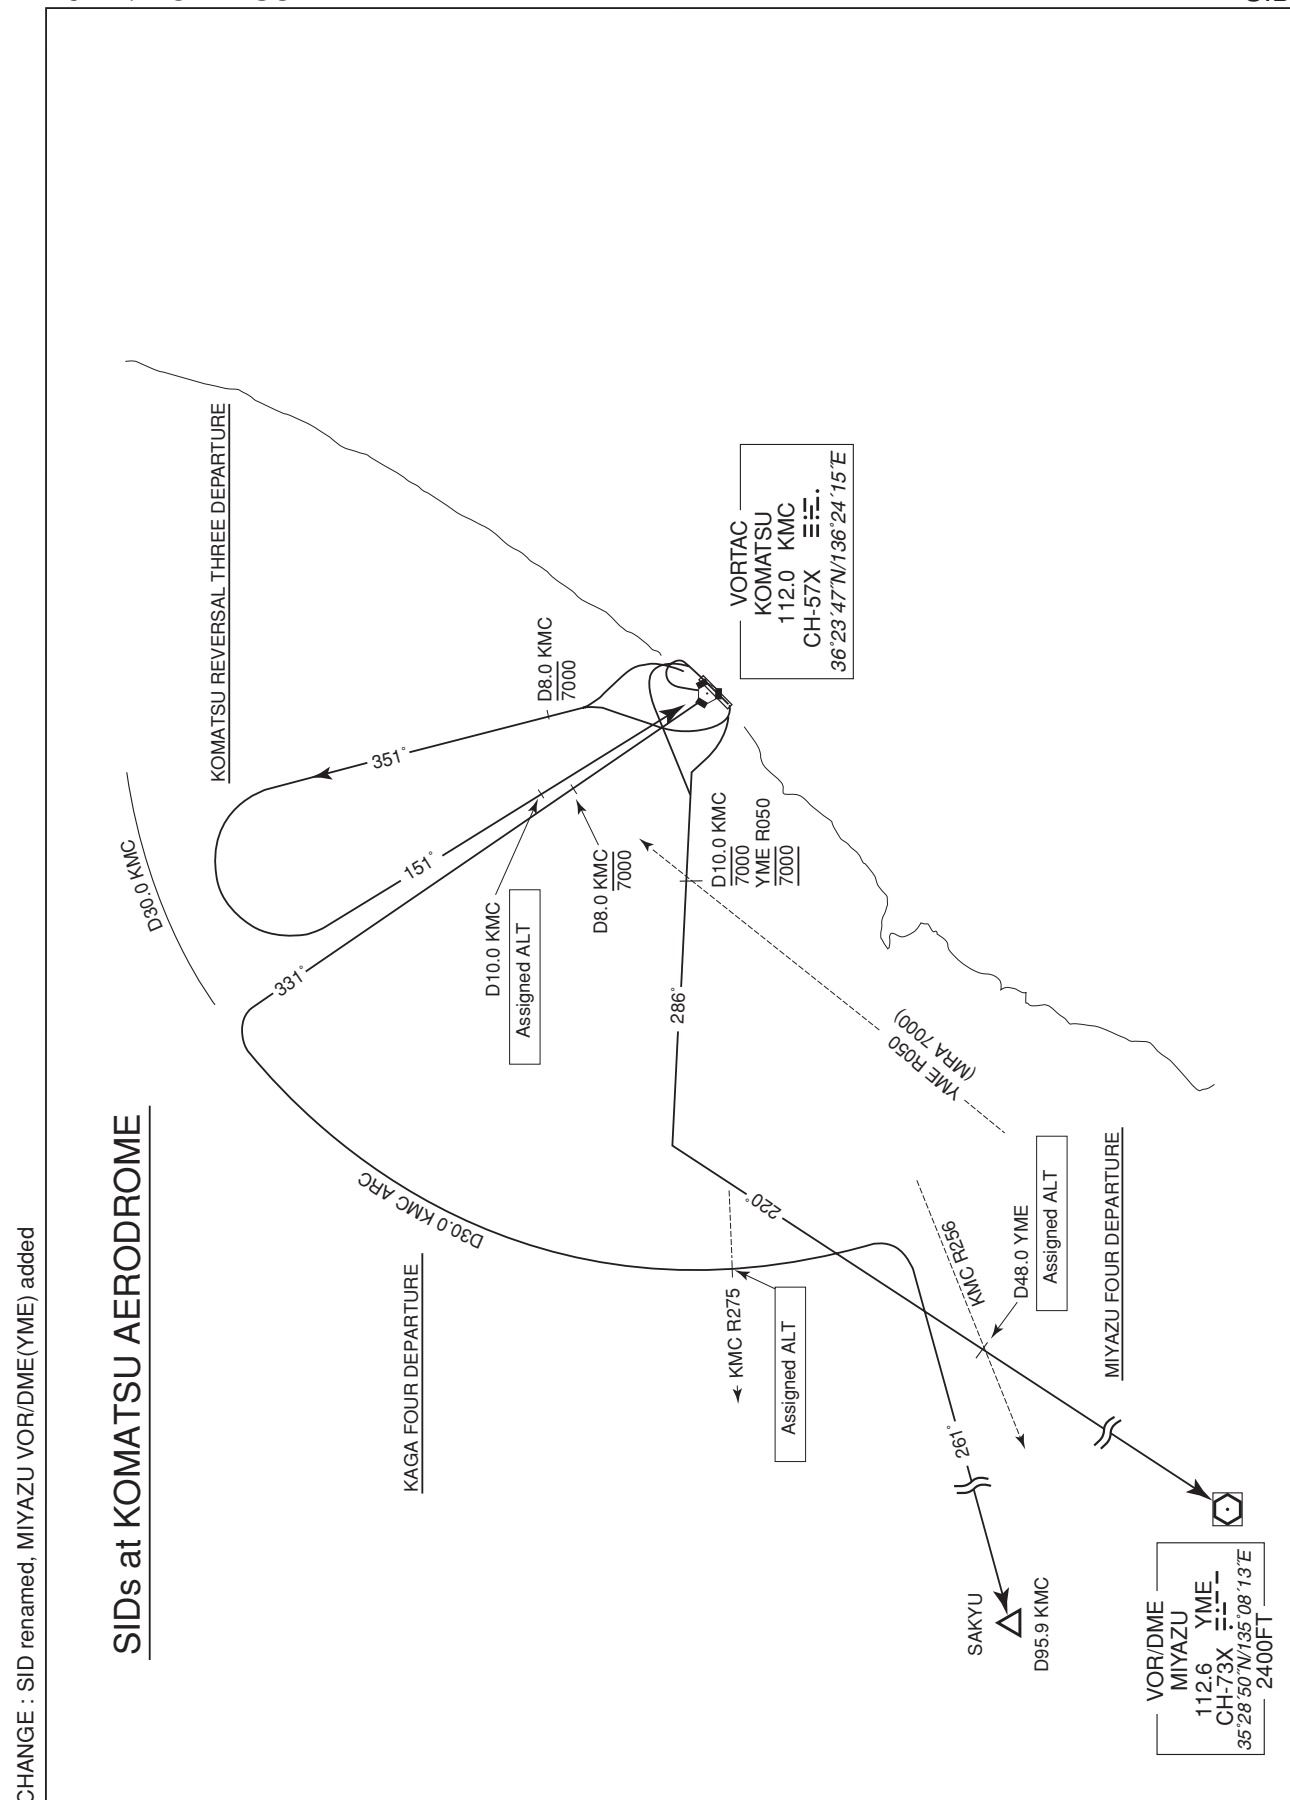 CHANGE : SID renamed, MIYAZU VOR/DME(YME) added
SIDs at KOMATSU AERODROME
KOMATSU REVERSAL THREE DEPARTURE
D30.0 KMC
351°
D8.0 KMC
7000
151°
331°
D10.0 KMC
Assigned ALT
D8.0 KMC
7000
VORTAC
KOMATSU
112.0 KMC
CH-57X
36°23′47″N/136°24′15″E
D10.0 KMC
7000
YME R050
7000
286°
YME R050
(MRA 7000)
D30.0 KMC ARC
KAGA FOUR DEPARTURE
220°
KMC R275
Assigned ALT
KMC R256
D48.0 YME
Assigned ALT
MIYAZU FOUR DEPARTURE
261°
SAKYU
D95.9 KMC
VOR/DME
MIYAZU
112.6 YME
CH-73X
35°28′50″N/135°08′13″E
2400FT